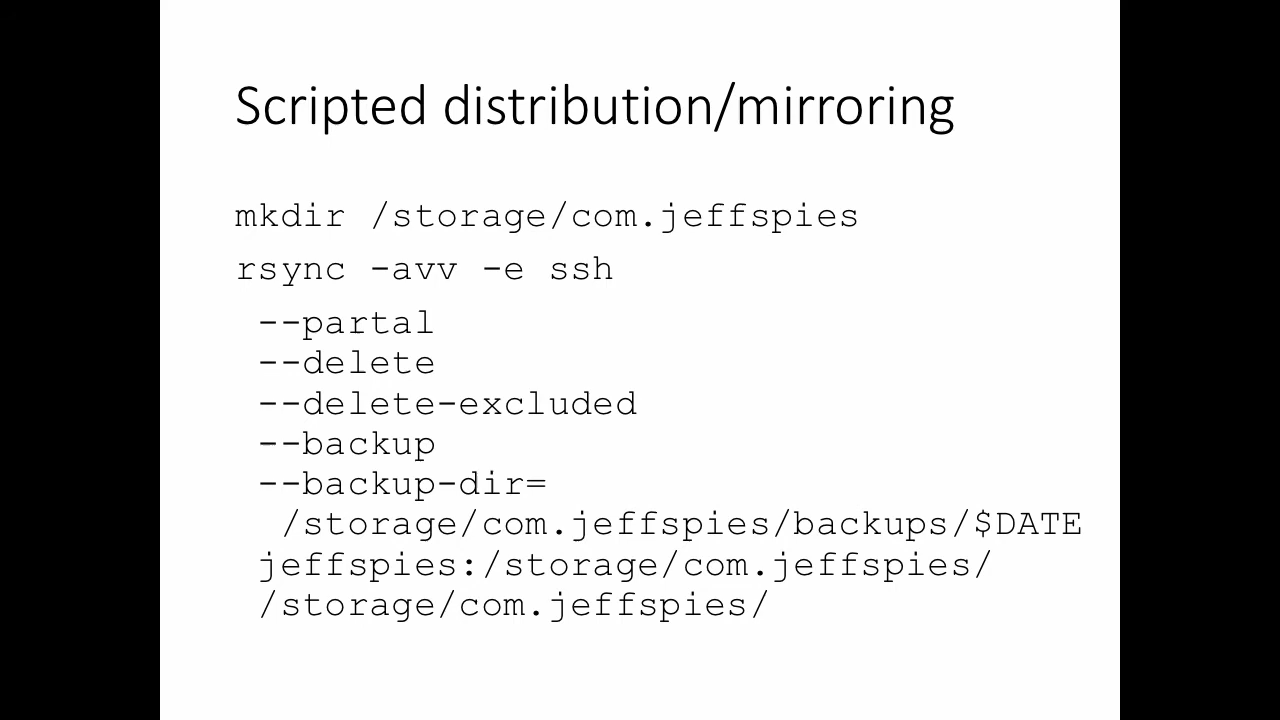 Scripted distribution/mirroring
mkdir /storage/com.jeffspies
rsync -avv -e ssh
--partal
--delete
--delete-excluded
--backup
--backup-dir=
/storage/com.jeffspies/backups/$DATE
jeffspies:/storage/com.jeffspies/
/storage/com.jeffspies/